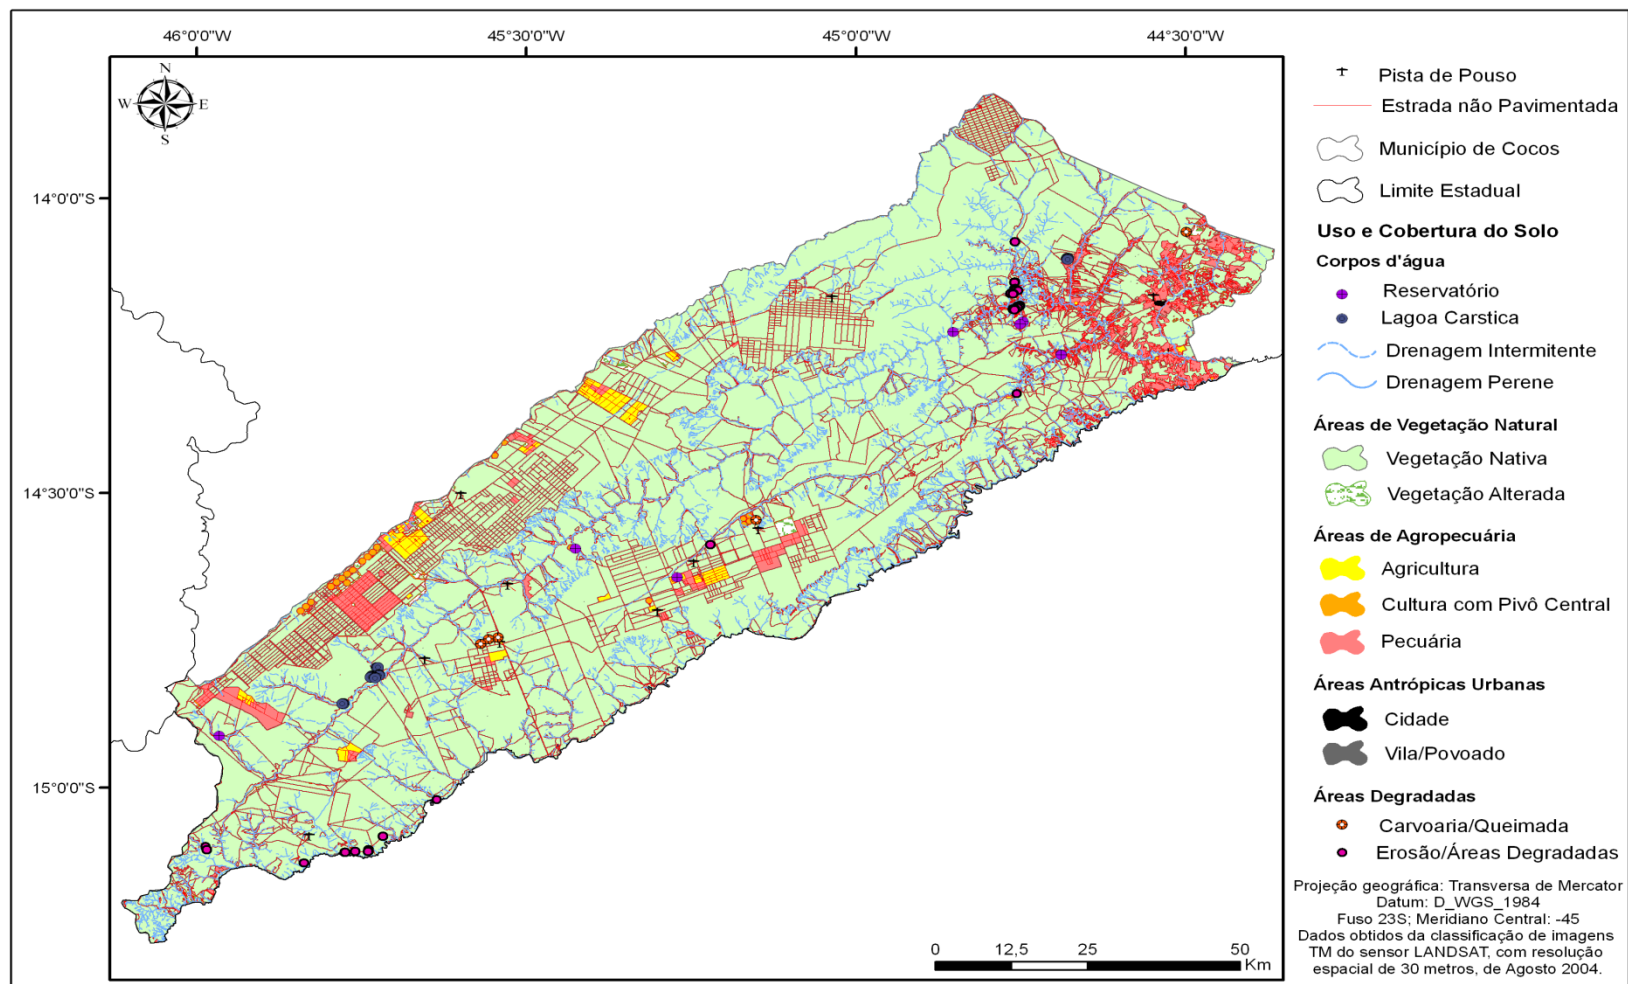 46°0'0"W
45°30'0"W
45°0'0"W
44°30'0"W
N
W
E
S
14°0'0"S
14°30'0"S
15°0'0"S
Pista de Pouso
Estrada não Pavimentada
Município de Cocos
Limite Estadual
Uso e Cobertura do Solo
Corpos d'água
Reservatório
Lagoa Carstica
Drenagem Intermitente
Drenagem Perene
Áreas de Vegetação Natural
Vegetação Nativa
Vegetação Alterada
Áreas de Agropecuária
Agricultura
Cultura com Pivô Central
Pecuária
Áreas Antrópicas Urbanas
Cidade
Vila/Povoado
Áreas Degradadas
Carvoaria/Queimada
Erosão/Áreas Degradadas
Projeção geográfica: Transversa de Mercator
Datum: D_WGS_1984
Fuso 23S; Meridiano Central: -45
Dados obtidos da classificação de imagens
TM do sensor LANDSAT, com resolução
espacial de 30 metros, de Agosto 2004.
0 12,5 25 50
Km